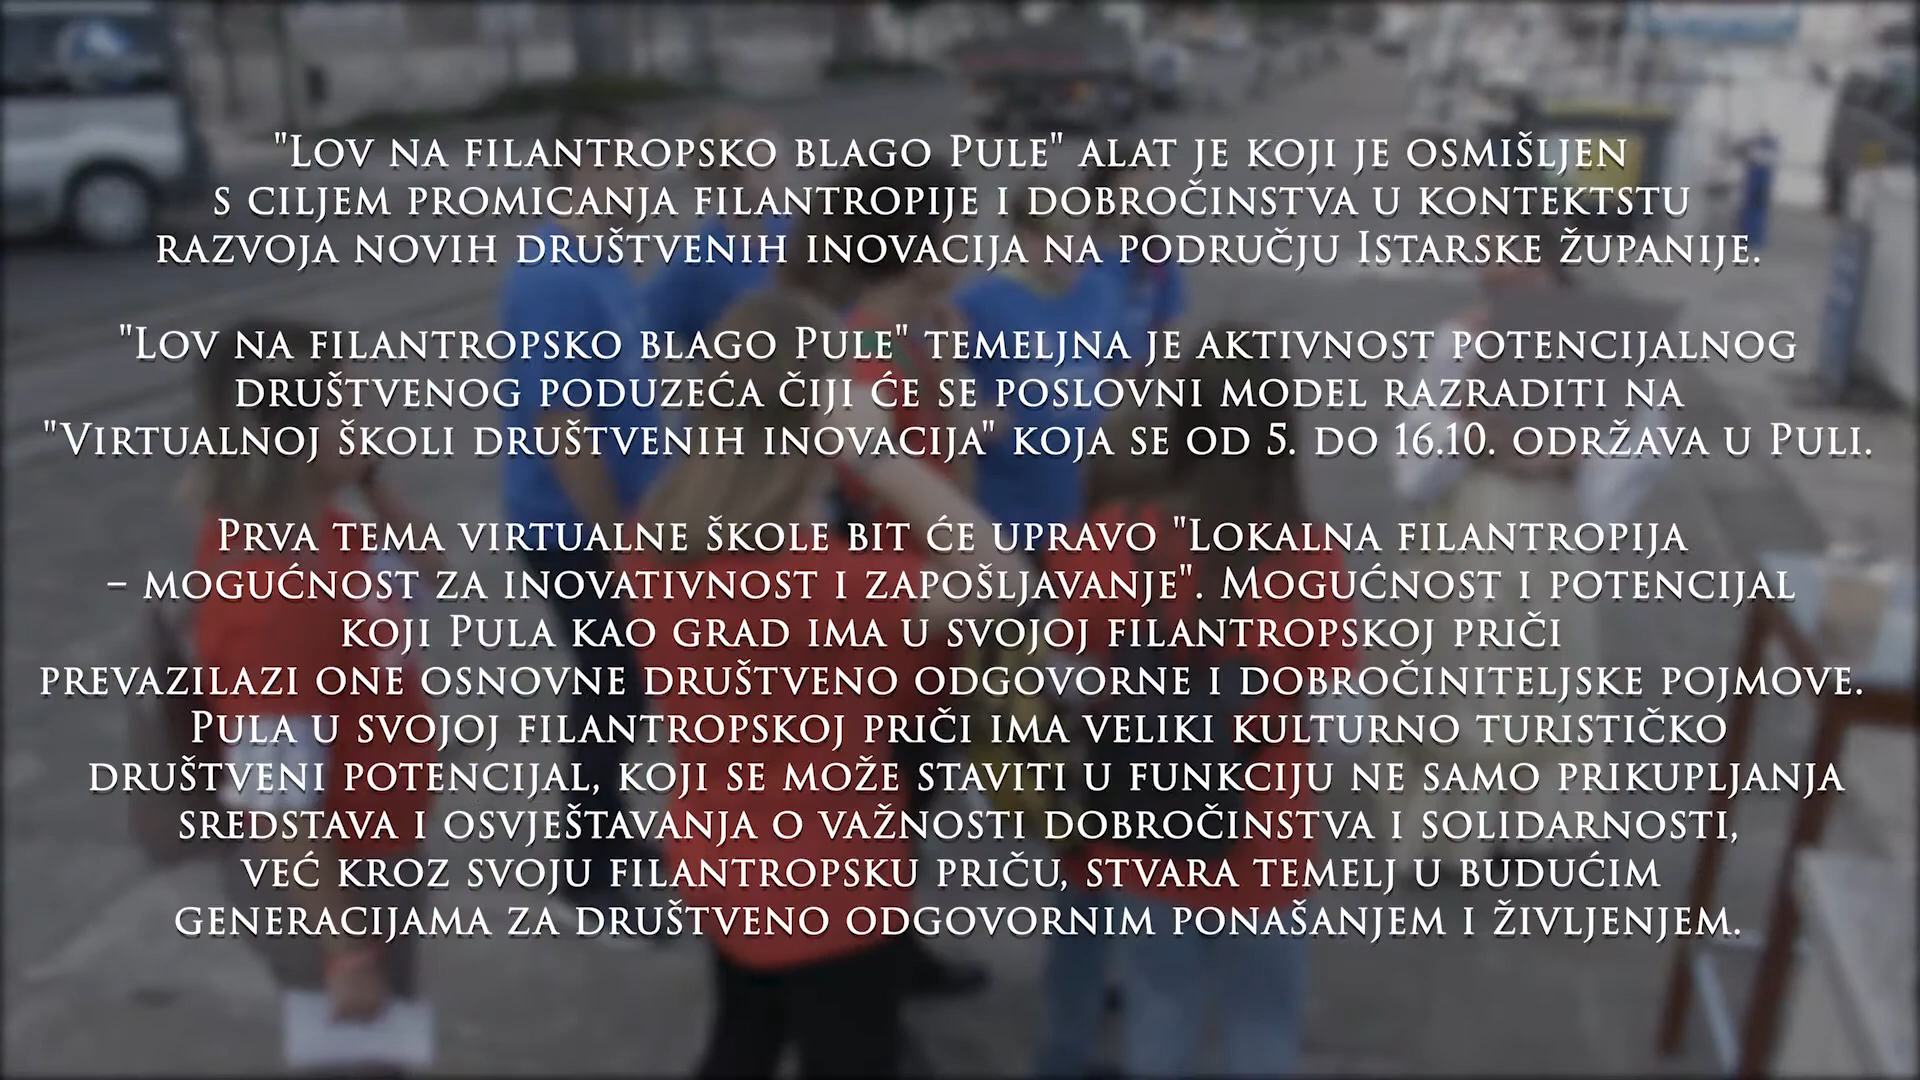 "Lov na filantropsko blago Pule" alat je koji je osmišljen
s ciljem promicanja filantropije i dobročinstva u kontektstu
razvoja novih društvenih inovacija na području Istarske županije.
"Lov na filantropsko blago Pule" temeljna je aktivnost potencijalnog
društvenog poduzeća čiji će se poslovni model razraditi na
"Virtualnoj školi društvenih inovacija" koja se od 5. do 16.10. održava u Puli.
Prva tema virtualne škole bit će upravo "Lokalna filantropija
– mogućnost za inovativnost i zapošljavanje". Mogućnost i potencijal
koji Pula kao grad ima u svojoj filantropskoj priči
prevazilazi one osnovne društveno odgovorne i dobročiniteljske pojmove.
Pula u svojoj filantropskoj priči ima veliki kulturno turističko
društveni potencijal, koji se može staviti u funkciju ne samo prikupljanja
sredstava i osvještavanja o važnosti dobročinstva i solidarnosti,
već kroz svoju filantropsku priču, stvara temelj u budućim
generacijama za društveno odgovornim ponašanjem i življenjem.